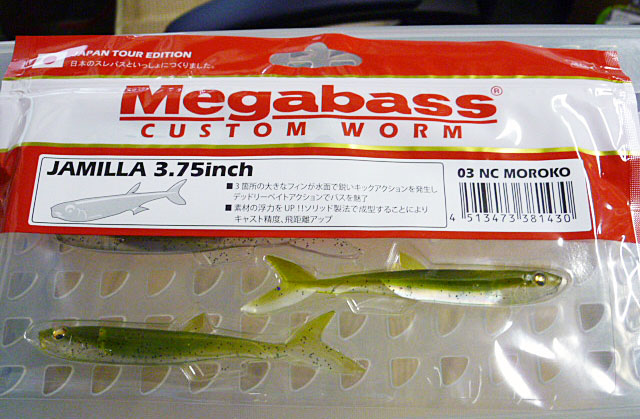 JAPAN TOUR EDITION
日本のスレバスといっしょにつくりました。
Megabass®
CUSTOM WORM
JAMILLA 3.75inch
■3箇所の大きなフィンが水面で鋭いキックアクションを発生し
デッドリーベイトアクションでバスを魅了
■素材の浮力をUP!!ソリッド製法で成型することにより
キャスト精度、飛距離アップ
03 NC MOROKO
4 513473 381430